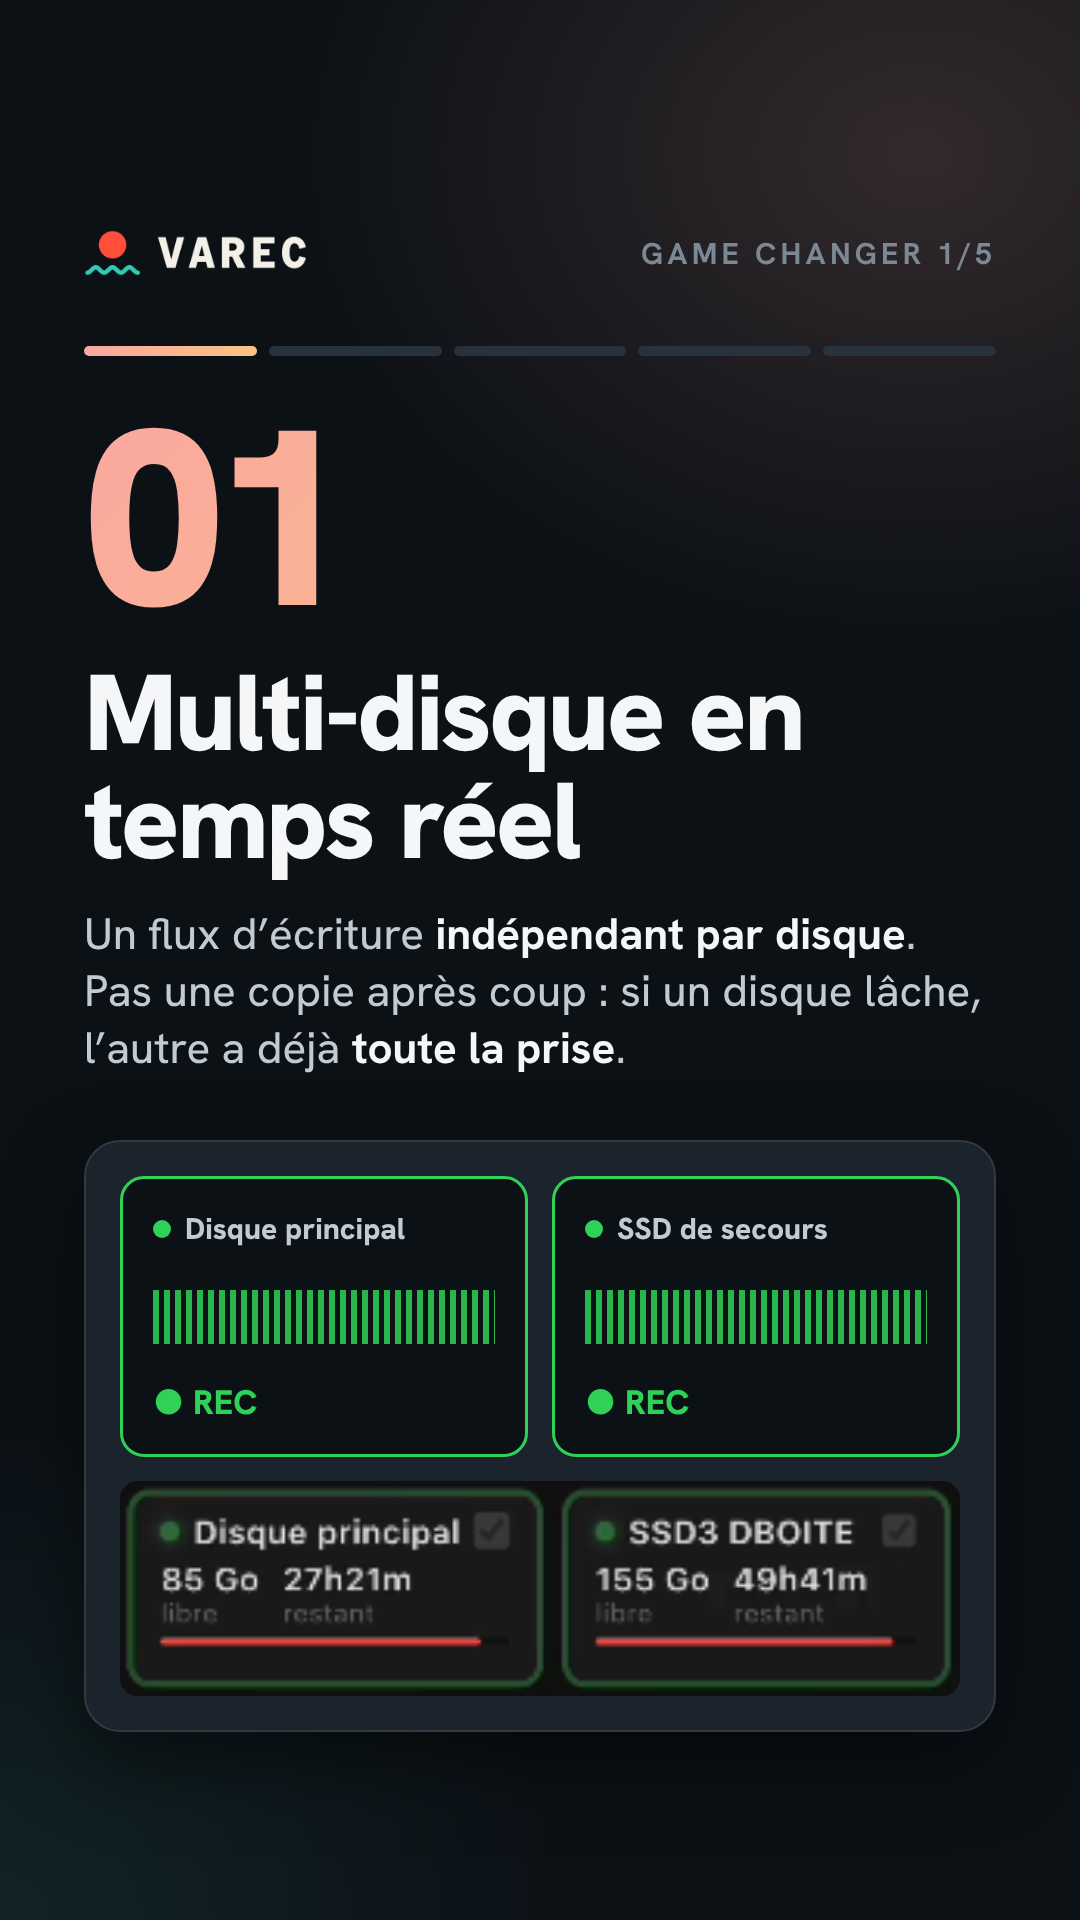 VAREC
GAME CHANGER 1/5
01
Multi-disque en
temps réel
Un flux d’écriture indépendant par disque.
Pas une copie après coup : si un disque lâche,
l’autre a déjà toute la prise.
Disque principal
SSD de secours
REC
REC
Disque principal
SSD3 DBOITE
85 Go 27h21m
155 Go 49h41m
libre restant
libre restant